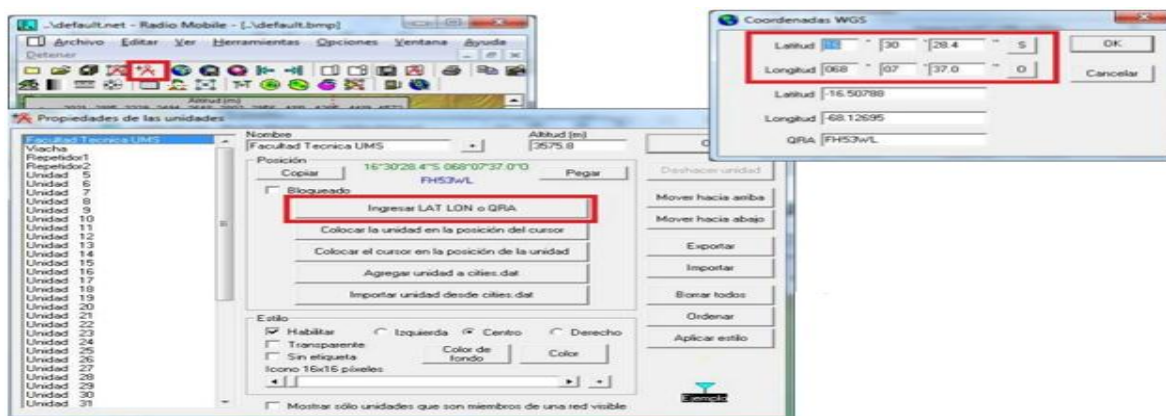 ..\default.net - Radio Mobile - [..\default.bmp]
Archivo Editar Ver Herramientas Opciones Ventana Ayuda
Detener
Altitud [m]
Coordenadas WGS
Latitud 16 ° 30 ' 28.4 " S OK
Longitud 068 ° 07 ' 37.0 " O Cancelar
Latitud -16.50788
Longitud -68.12695
QRA FH53WL
Propiedades de las unidades
Facultad Tecnica UMS
Viacha
Repetidor1
Repetidor2
Unidad 5
Unidad 6
Unidad 7
Unidad 8
Unidad 9
Unidad 10
Unidad 11
Unidad 12
Unidad 13
Unidad 14
Unidad 15
Unidad 16
Unidad 17
Unidad 18
Unidad 19
Unidad 20
Unidad 21
Unidad 22
Unidad 23
Unidad 24
Unidad 25
Unidad 26
Unidad 27
Unidad 28
Unidad 29
Unidad 30
Unidad 31
Nombre Altitud [m]
Facultad Tecnica UMS + 3575.8
Posición
Copiar 16°30'28.4"S 068°07'37.0"O Pegar
FH53WL
Bloqueado
Ingresar LAT LON o QRA
Colocar la unidad en la posición del cursor
Colocar el cursor en la posición de la unidad
Agregar unidad a cities.dat
Importar unidad desde cities.dat
Estilo
Habilitar Izquierda Centro Derecho
Transparente
Sin etiqueta
Color de fondo Color
Icono 16x16 píxeles
+
Mostrar sólo unidades que son miembros de una red visible
Deshacer unidad
Mover hacia arriba
Mover hacia abajo
Exportar
Importar
Borrar todos
Ordenar
Aplicar estilo
Ejemplo